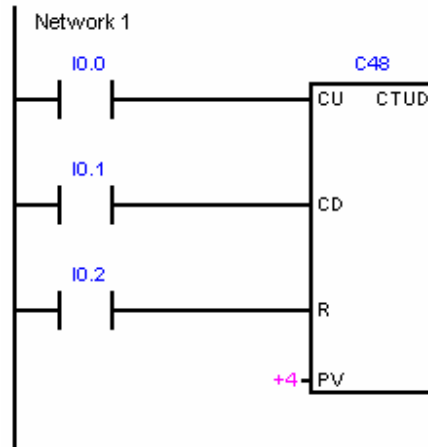 Network 1
I0.0
C48
CU CTUD
I0.1
CD
I0.2
R
+4 PV